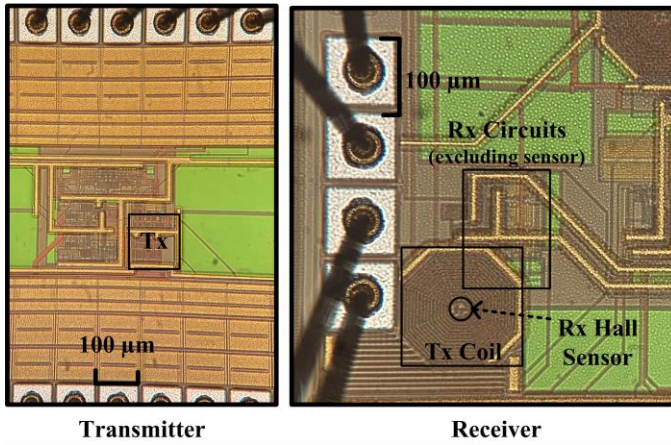 Tx
100 µm
Transmitter
100 µm
Rx Circuits
(excluding sensor)
Tx Coil
Rx Hall
Sensor
Receiver